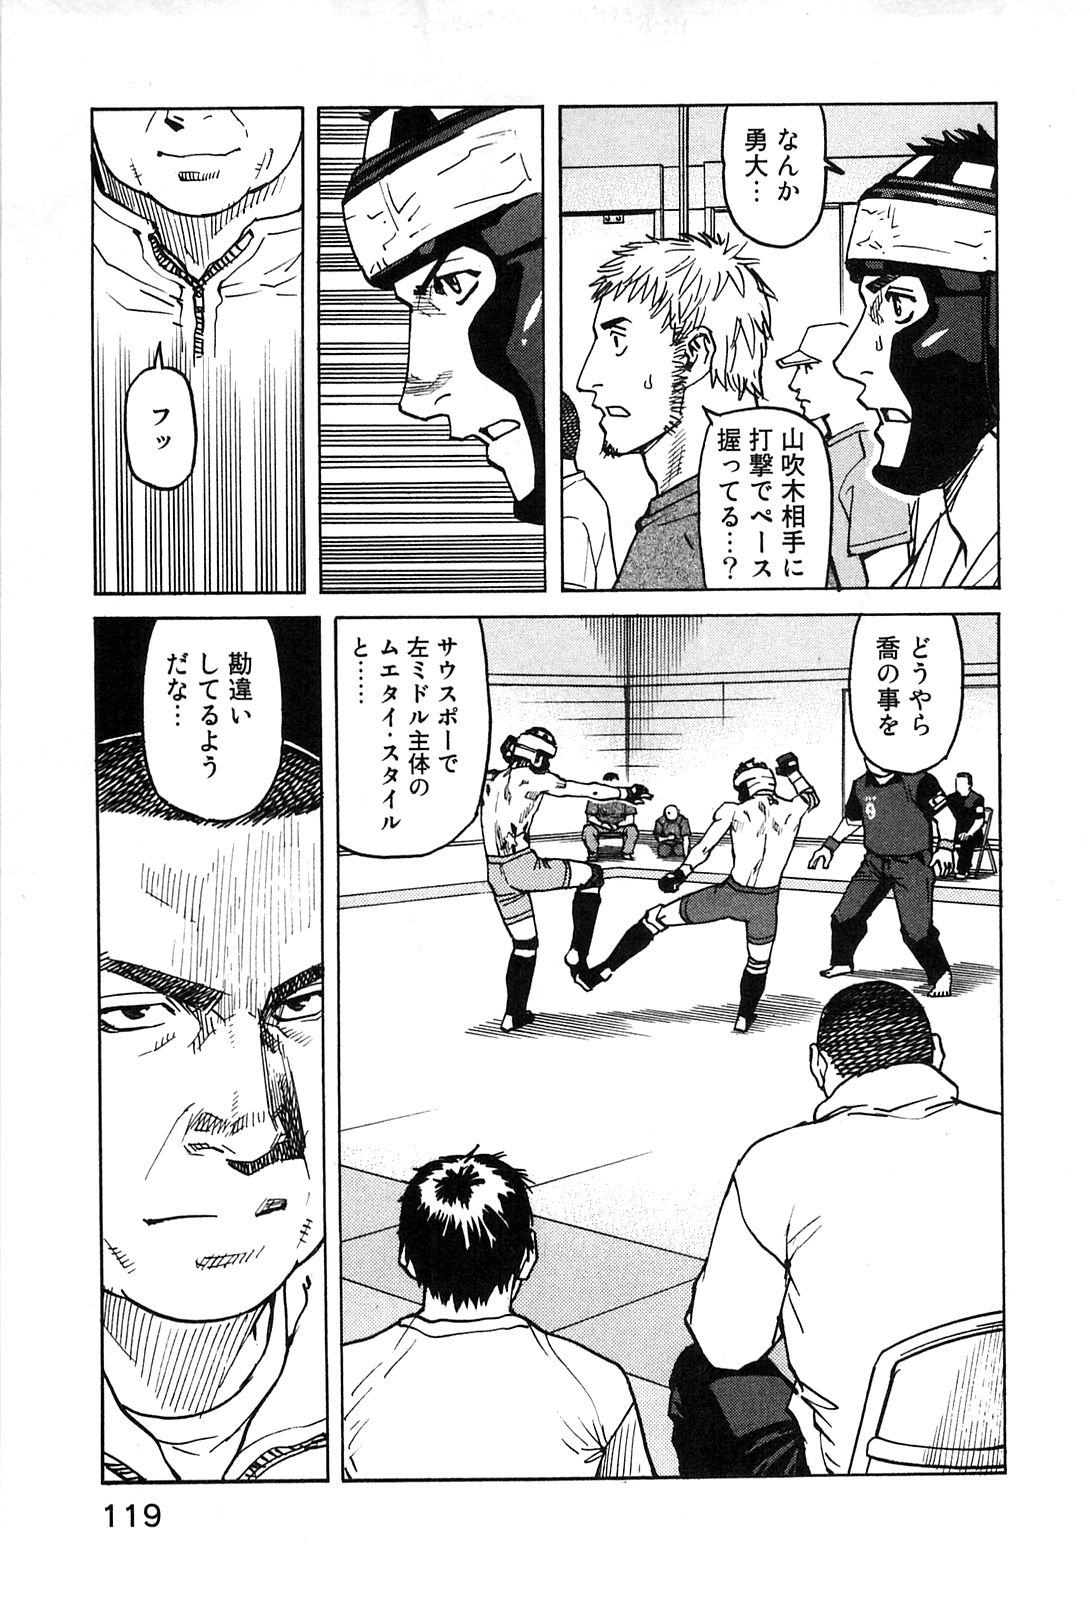 なんか
勇大…
山吹木相手に
打撃でペース
握ってる…?
フッ
どうやら
喬の事を
サウスポーで
左ミドル主体の
ムエタイ・スタイル
と……
勘違い
してるよう
だな…
119